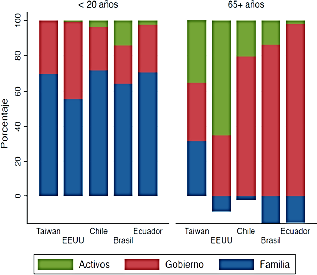 < 20 años
65+ años
Porcentaje
100
80
60
40
20
0
Taiwan
EEUU
Chile
Brasil
Ecuador
Taiwan
EEUU
Chile
Brasil
Ecuador
Activos
Gobierno
Familia